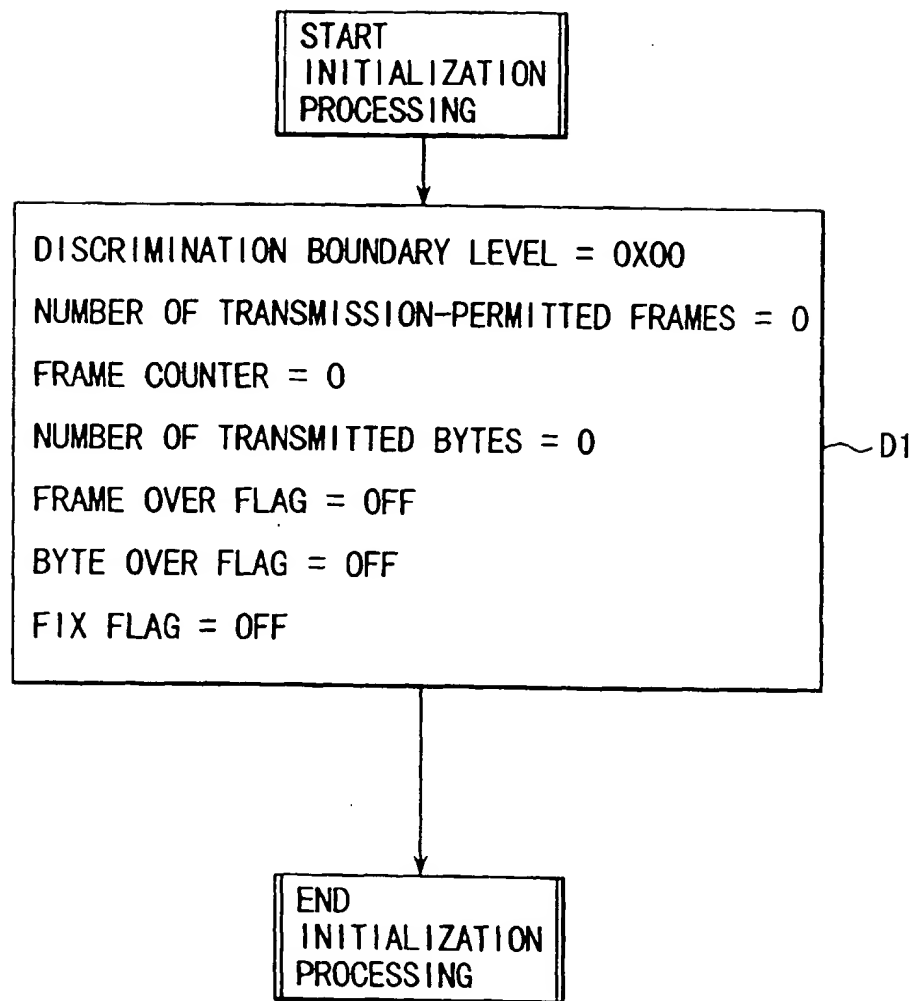 START
INITIALIZATION
PROCESSING
DISCRIMINATION BOUNDARY LEVEL = 0X00
NUMBER OF TRANSMISSION-PERMITTED FRAMES = 0
FRAME COUNTER = 0
NUMBER OF TRANSMITTED BYTES = 0
D1
FRAME OVER FLAG = OFF
BYTE OVER FLAG = OFF
FIX FLAG = OFF
END
INITIALIZATION
PROCESSING